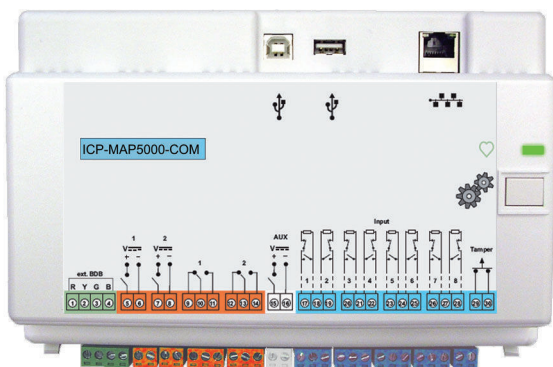 ICP-MAP5000-COM
Input
1 2 AUX
V V V
+ - + - + -
1 2 1 2 3 4 5 6 7 8 Tamper
ext. BDB
R Y G B
1 2 3 4 5 6 7 8 9 10 11 12 13 14 15 16 17 18 19 20 21 22 23 24 25 26 27 28 29 30